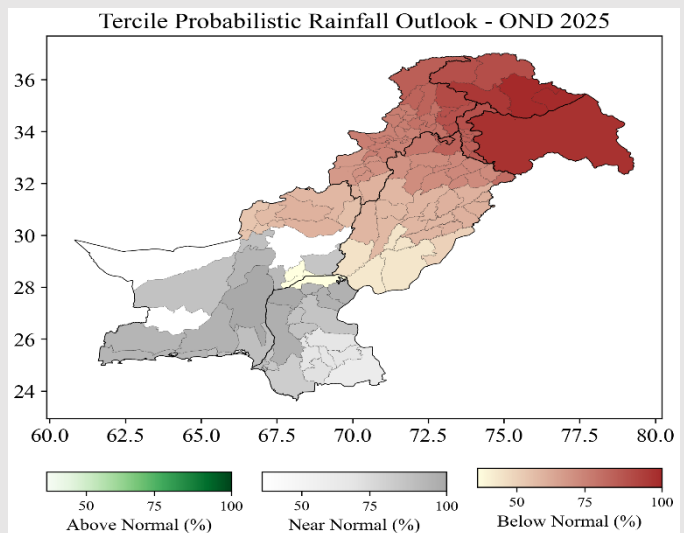 Tercile Probabilistic Rainfall Outlook - OND 2025
36
34
32
30
28
26
24
60.0 62.5 65.0 67.5 70.0 72.5 75.0 77.5 80.0
50 75 100 50 75 100 50 75 100
Above Normal (%) Near Normal (%) Below Normal (%)